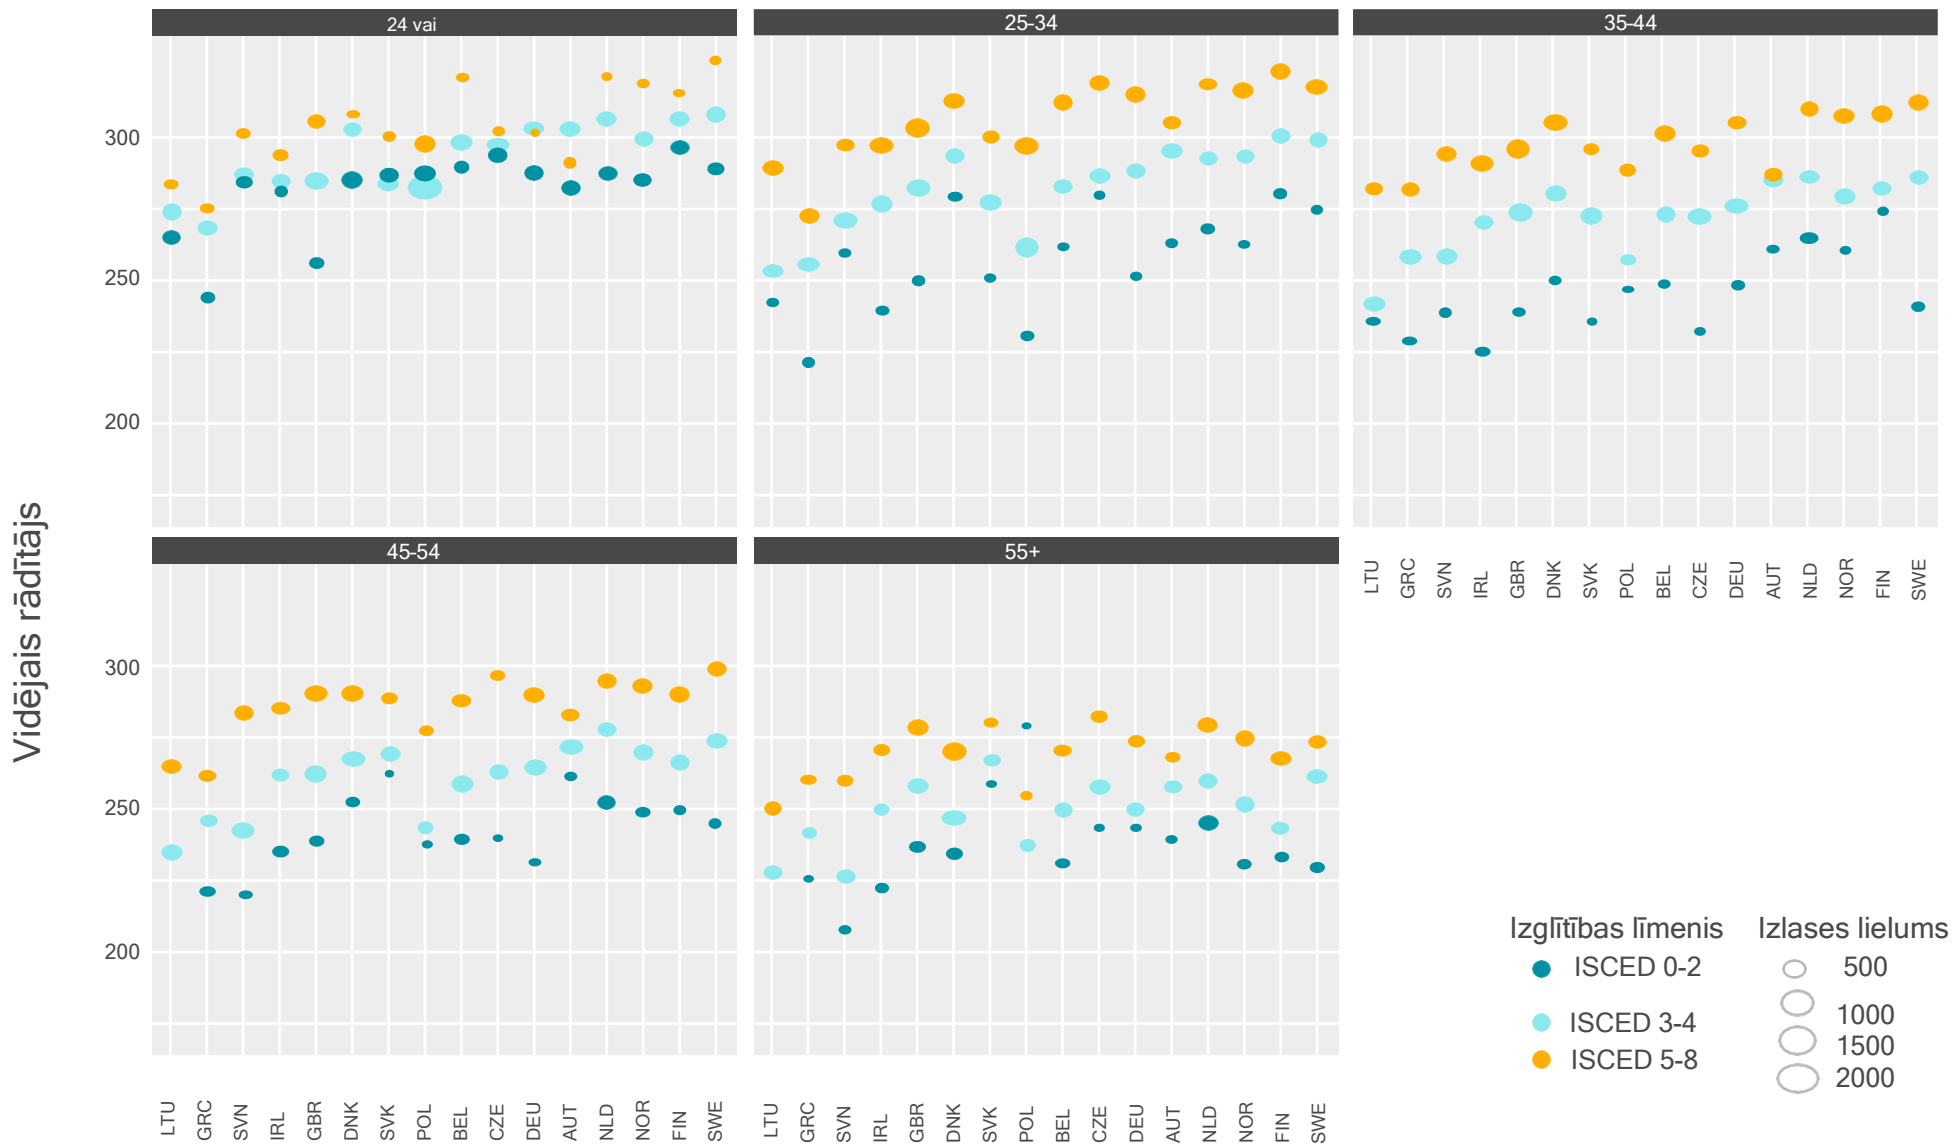 24 vai
25-34
35-44
300
250
200
Vidējais rādītājs
45-54
55+
LTU GRC SVN IRL GBR DNK SVK POL BEL CZE DEU AUT NLD NOR FIN SWE
300
250
200
LTU GRC SVN IRL GBR DNK SVK POL BEL CZE DEU AUT NLD NOR FIN SWE
LTU GRC SVN IRL GBR DNK SVK POL BEL CZE DEU AUT NLD NOR FIN SWE
Izglītības līmenis
ISCED 0-2
ISCED 3-4
ISCED 5-8
Izlases lielums
500
1000
1500
2000